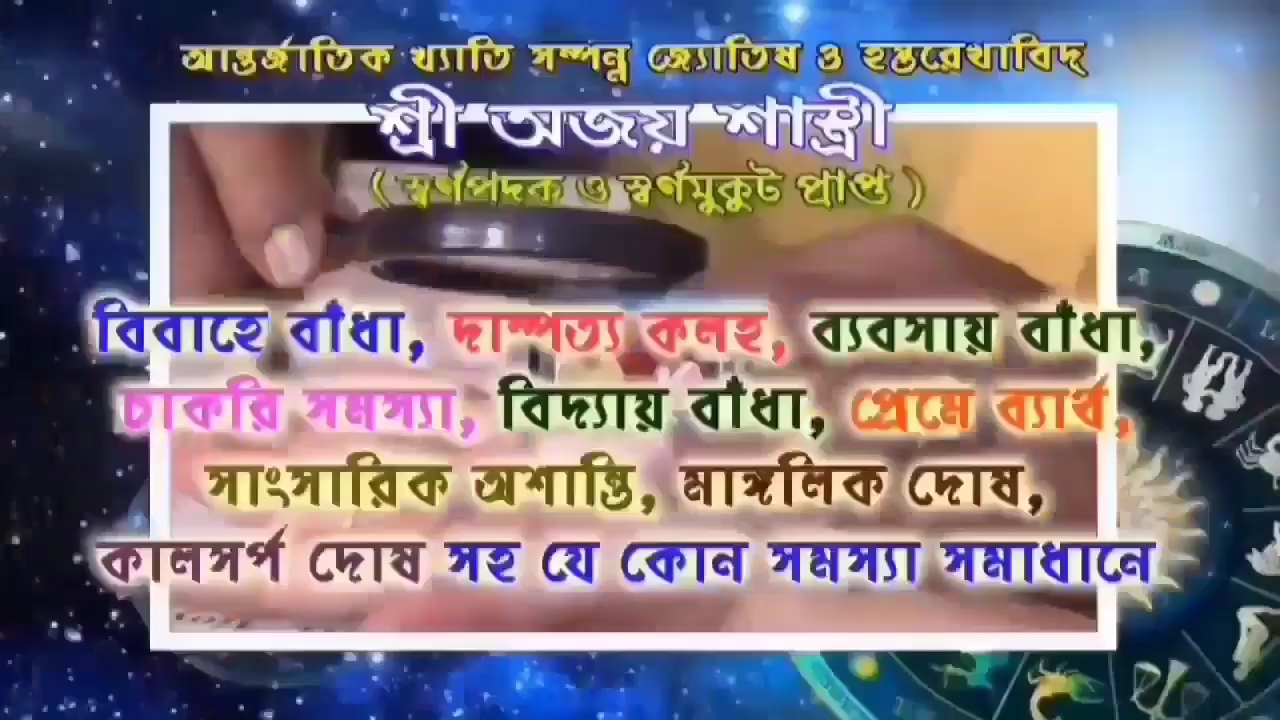 আন্তর্জাতিক খ্যাতি সম্পন্ন জ্যোতিষ ও হস্তরেখাবিদ্
শ্রী অজয় শাস্ত্রী
( স্বর্ণপদক ও স্বর্ণমুকুট প্রাপ্ত )
বিবাহে বাঁধা, দাম্পত্য কলহ, ব্যবসায় বাঁধা,
চাকরি সমস্যা, বিদ্যায় বাঁধা, প্রেমে ব্যার্থ,
সাংসারিক অশান্তি, মাঙ্গলিক দোষ,
কালসর্প দোষ সহ যে কোন সমস্যা সমাধানে